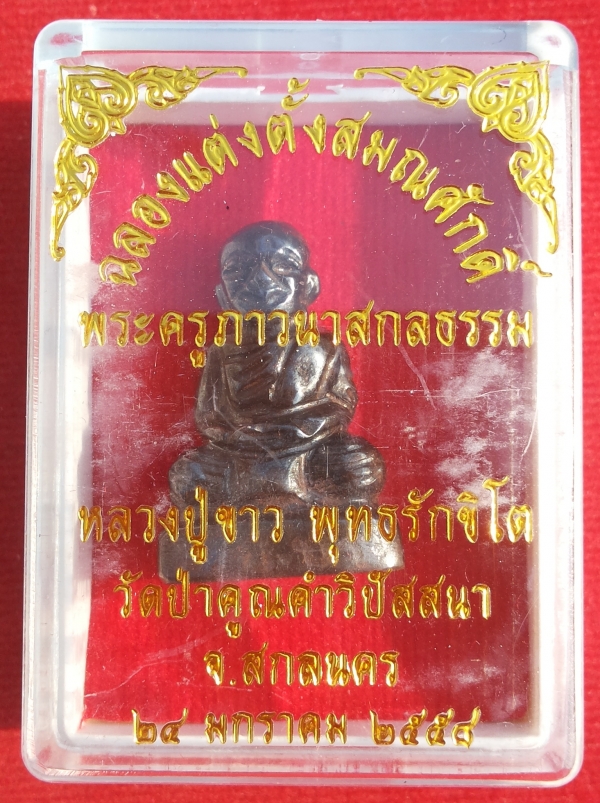 ฉลองแต่งตั้งสมณศักดิ์
พระครูภาวนาสกลธรรม
หลวงปู่ขาว พุทธรักขิโต
วัดป่าคูณคำวิปัสสนา
จ.สกลนคร
๒๔ มกราคม ๒๕๕๘